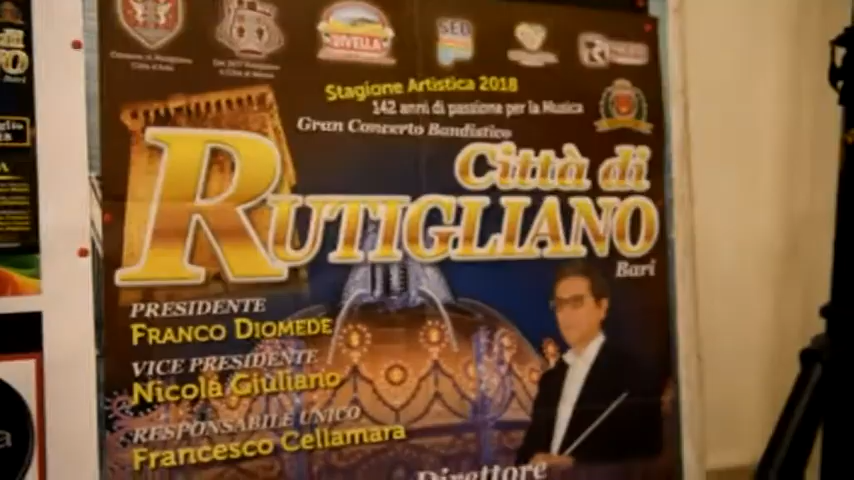 RIVELLA
Stagione Artistica 2018
142 anni di passione per la Musica
Gran Concerto Bandistico
Città di
RUTIGLIANO
Bari
PRESIDENTE
FRANCO DIOMEDE
VICE PRESIDENTE
Nicola Giuliano
RESPONSABILE UNICO
Francesco Cellamara
Direttore